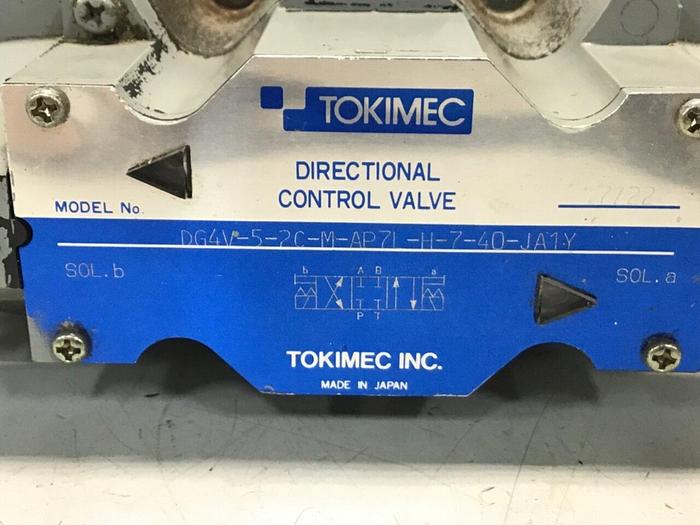 TOKIMEC
DIRECTIONAL
CONTROL VALVE
MODEL No.
DG4V-5-2C-M-AP7L-H-7-40-JA1Y
SOL.b
b A B a
SOL.a
P T
TOKIMEC INC.
MADE IN JAPAN